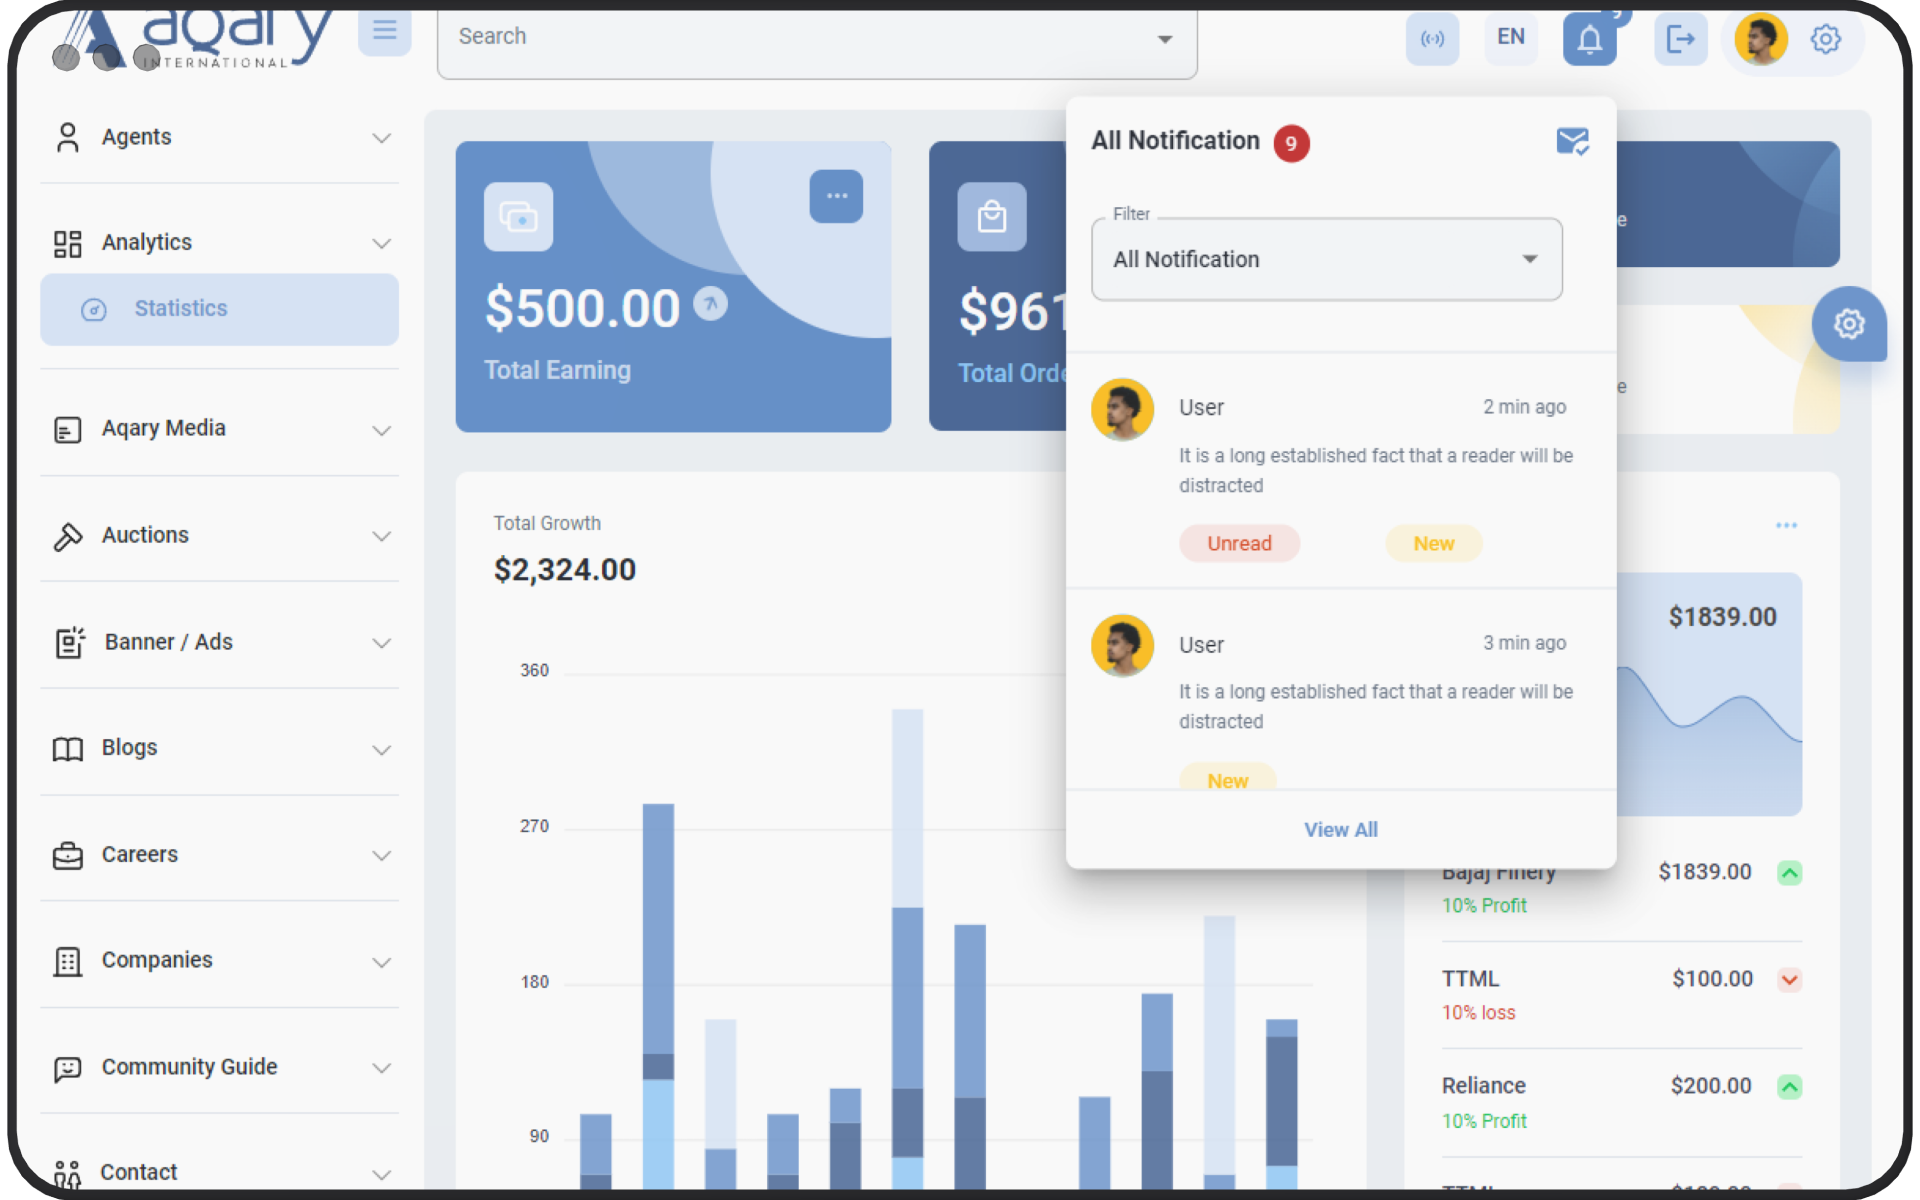 Aqary
INTERNATIONAL
Search
EN
9
Agents
Analytics
Statistics
Aqary Media
Auctions
Banner / Ads
Blogs
Careers
Companies
Community Guide
Contact
$500.00
Total Earning
$961
Total Orde
e
e
All Notification 9
Filter
All Notification
User
2 min ago
It is a long established fact that a reader will be
distracted
Unread
New
User
3 min ago
It is a long established fact that a reader will be
distracted
New
View All
Total Growth
$2,324.00
360
270
180
90
$1839.00
Bajaj Finery
$1839.00
10% Profit
TTML
$100.00
10% loss
Reliance
$200.00
10% Profit